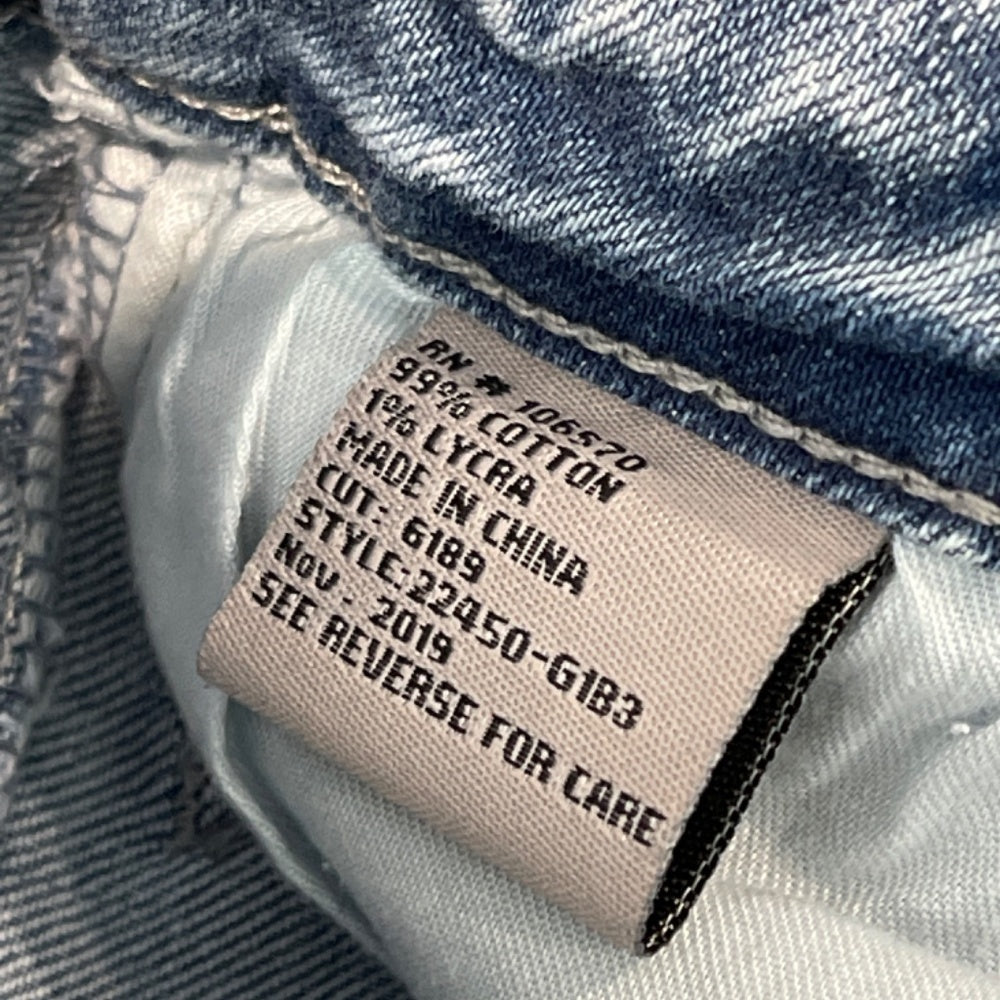 RN # 106570
99% COTTON
1% LYCRA
MADE IN CHINA
CUT: 6189
STYLE:22450-G1B3
Nov: 2019
SEE REVERSE FOR CARE